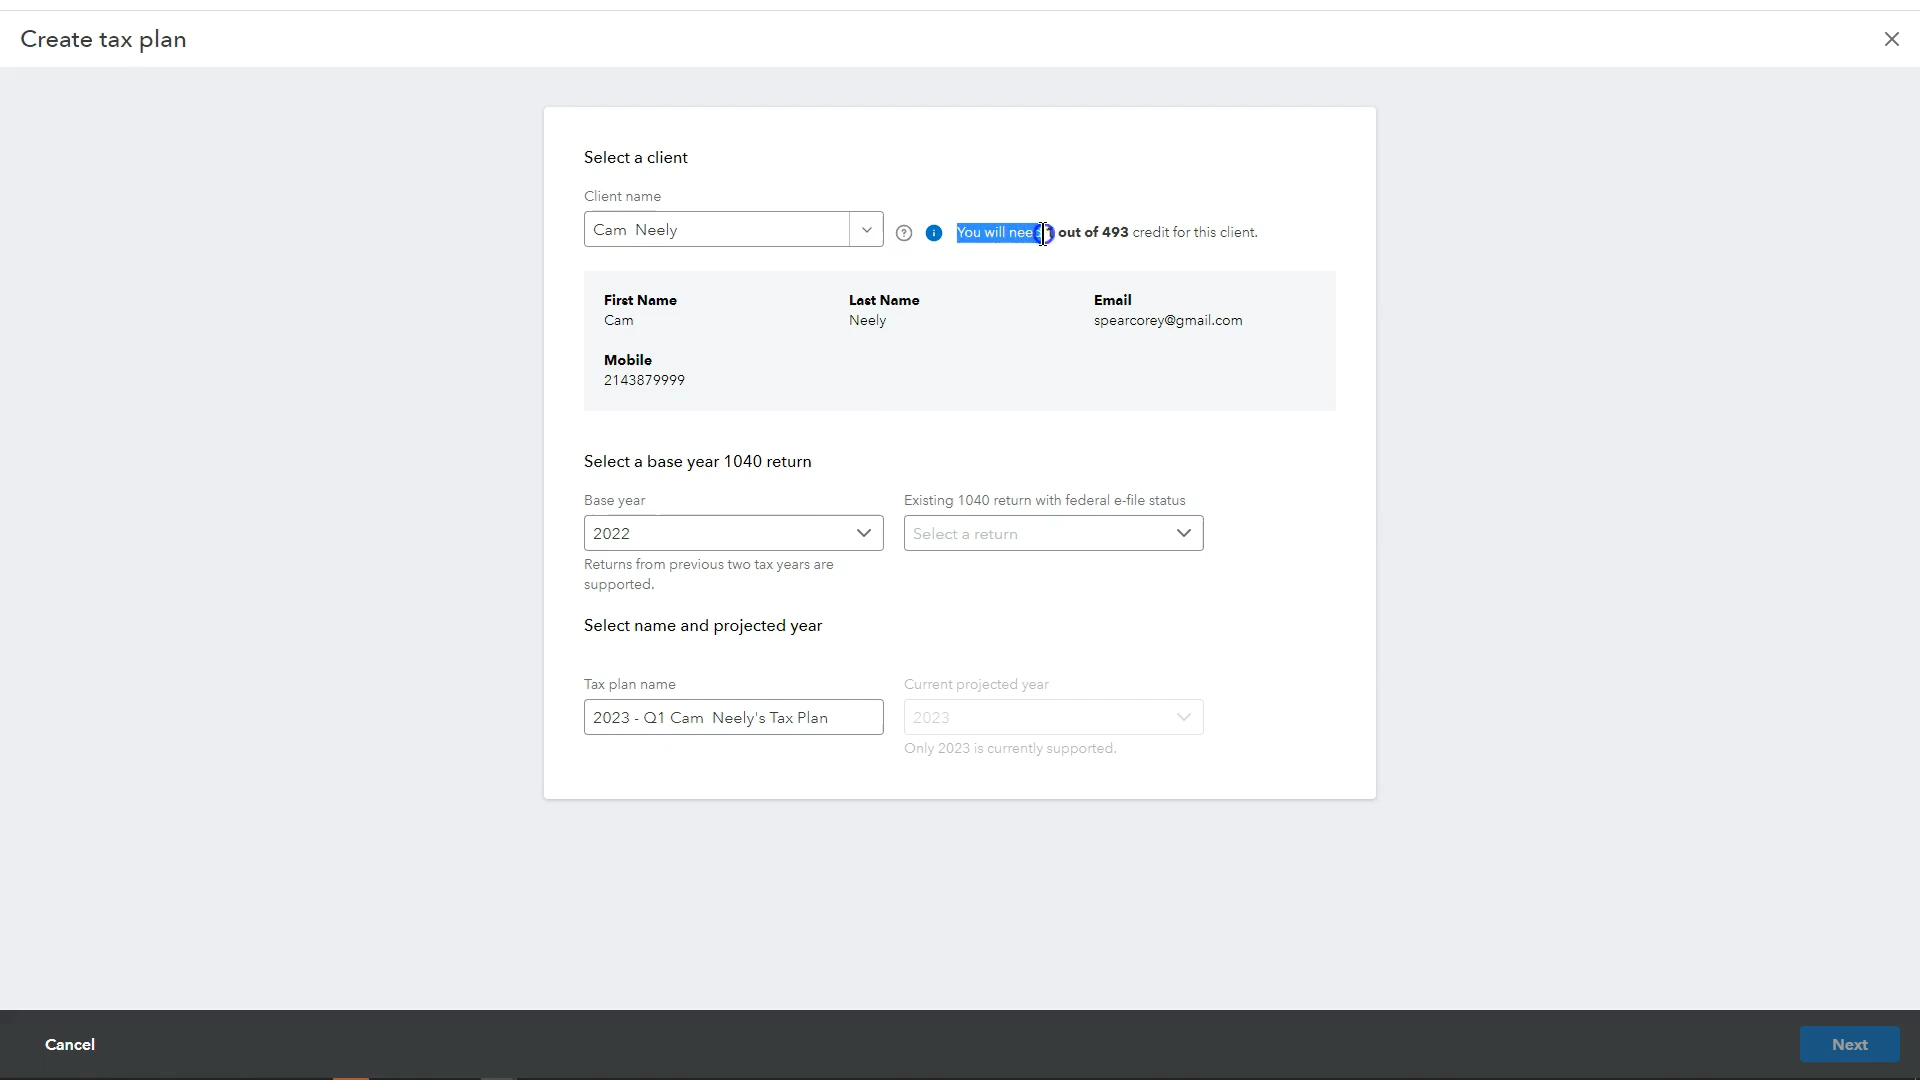 Create tax plan
Select a client
Client name
Cam Neely
You will need 1 out of 493 credit for this client.
First Name
Cam
Last Name
Neely
Email
spearcorey@gmail.com
Mobile
2143879999
Select a base year 1040 return
Base year
2022
Returns from previous two tax years are
supported.
Existing 1040 return with federal e-file status
Select a return
Select name and projected year
Tax plan name
2023 - Q1 Cam Neely's Tax Plan
Current projected year
2023
Only 2023 is currently supported.
Cancel
Next